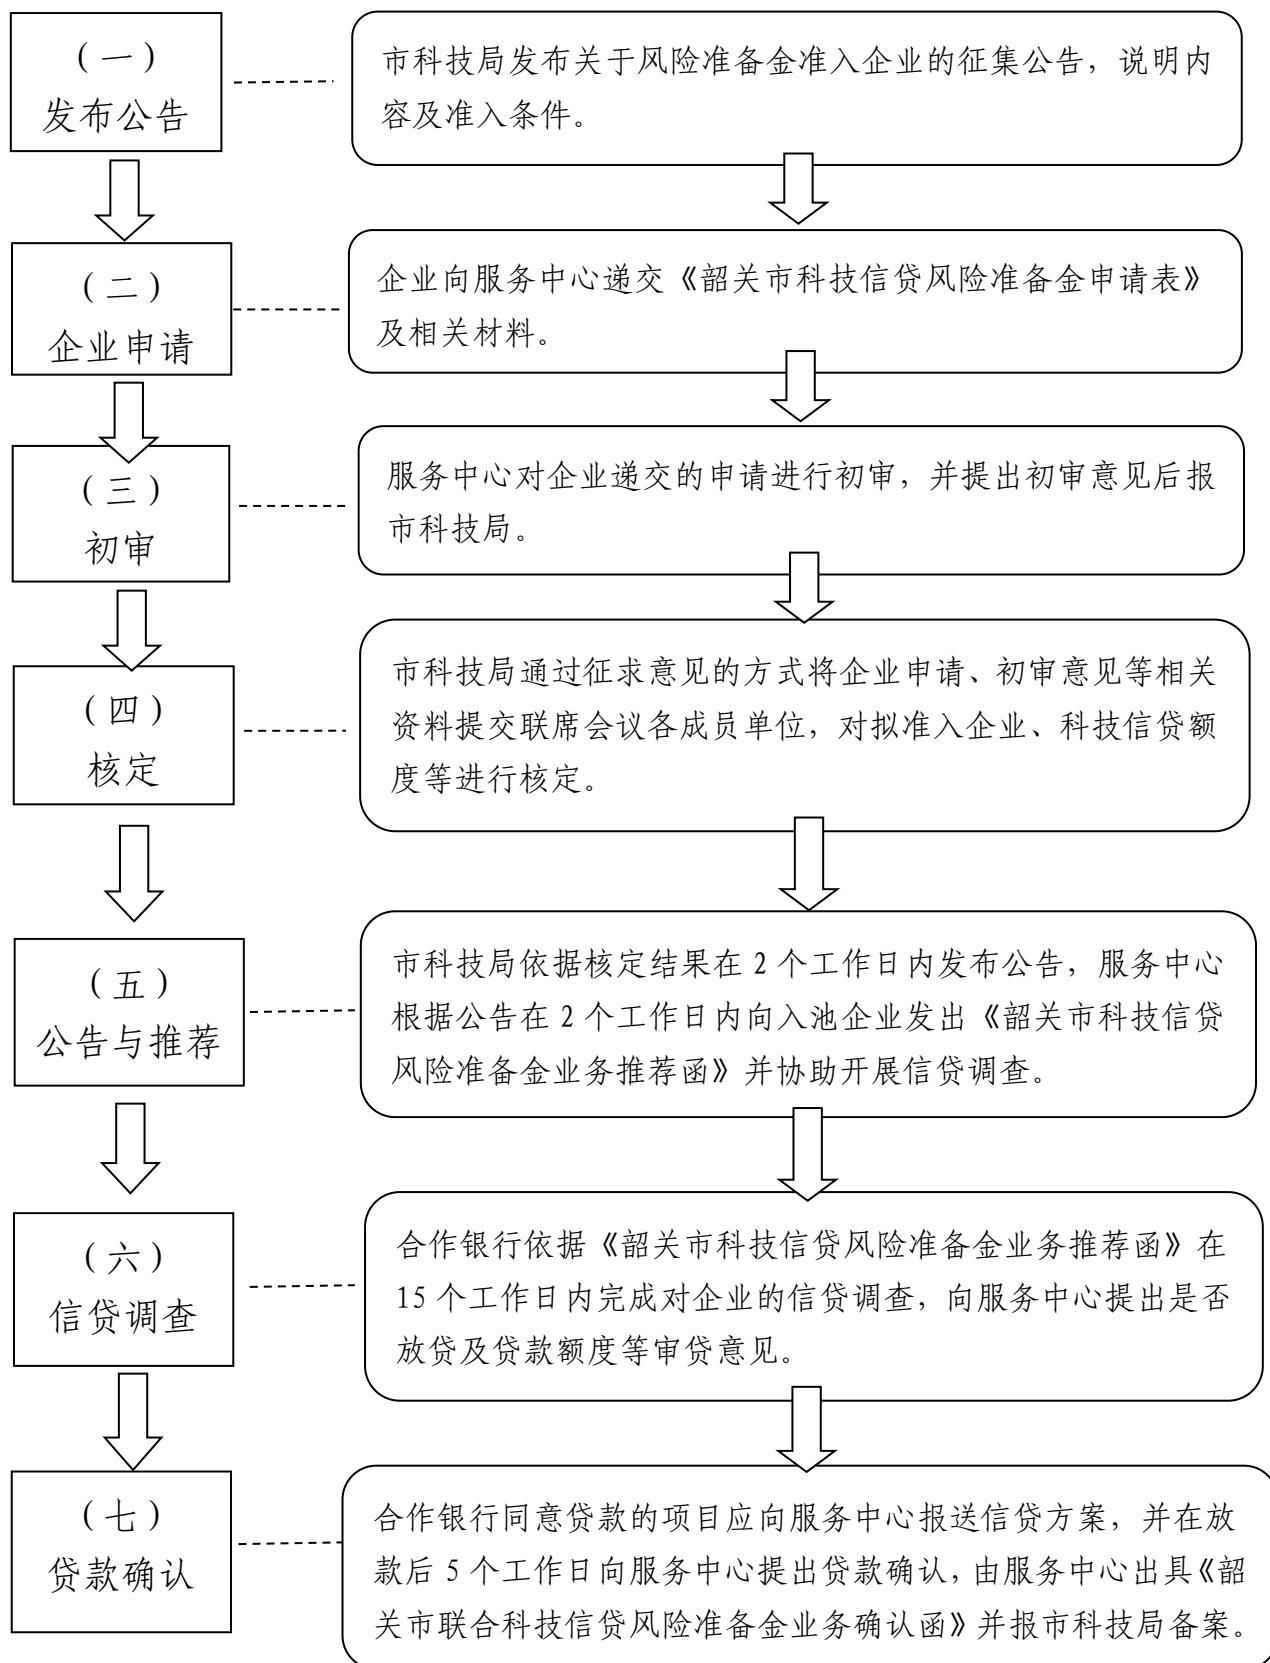 （一）
发布公告
市科技局发布关于风险准备金准入企业的征集公告，说明内
容及准入条件。
（二）
企业申请
企业向服务中心递交《韶关市科技信贷风险准备金申请表》
及相关材料。
（三）
初审
服务中心对企业递交的申请进行初审，并提出初审意见后报
市科技局。
（四）
核定
市科技局通过征求意见的方式将企业申请、初审意见等相关
资料提交联席会议各成员单位，对拟准入企业、科技信贷额
度等进行核定。
（五）
公告与推荐
市科技局依据核定结果在 2 个工作日内发布公告，服务中心
根据公告在 2 个工作日内向入池企业发出《韶关市科技信贷
风险准备金业务推荐函》并协助开展信贷调查。
（六）
信贷调查
合作银行依据《韶关市科技信贷风险准备金业务推荐函》在
15 个工作日内完成对企业的信贷调查，向服务中心提出是否
放贷及贷款额度等审贷意见。
（七）
贷款确认
合作银行同意贷款的项目应向服务中心报送信贷方案，并在放
款后 5 个工作日向服务中心提出贷款确认，由服务中心出具《韶
关市联合科技信贷风险准备金业务确认函》并报市科技局备案。